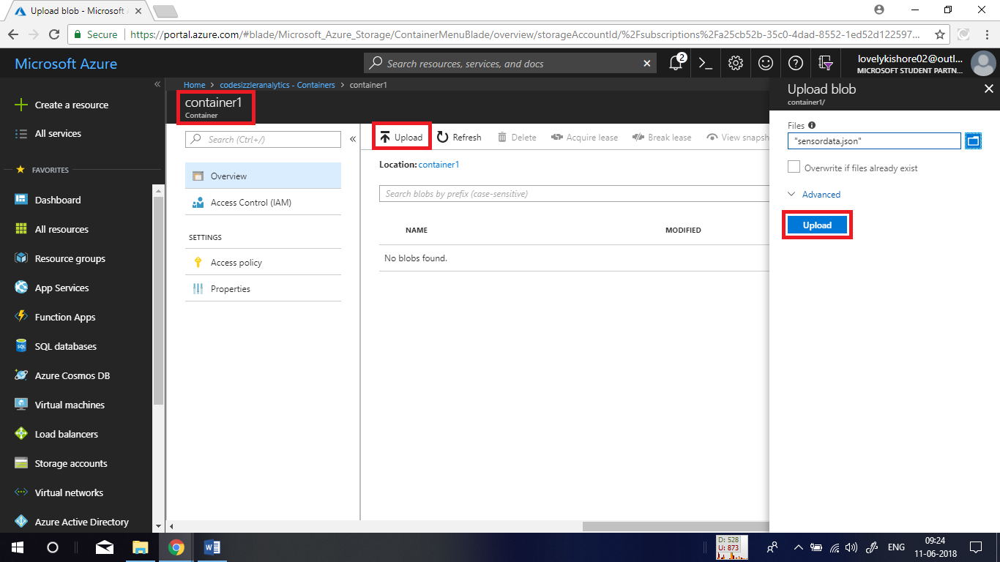 Upload blob - Microsoft A
Secure
https://portal.azure.com/#blade/Microsoft_Azure_Storage/ContainerMenuBlade/overview/storageAccountId/%2Fsubscriptions%2Fa25cb52b-35c0-4dad-8552-1ed52d122597...
Microsoft Azure
Search resources, services, and docs
2
lovelykishore02@outl...
MICROSOFT STUDENT PARTN...
Create a resource
All services
FAVORITES
Dashboard
All resources
Resource groups
App Services
Function Apps
SQL databases
Azure Cosmos DB
Virtual machines
Load balancers
Storage accounts
Virtual networks
Azure Active Directory
Home > codesizzleranalytics - Containers > container1
container1
Container
Search (Ctrl+/)
Overview
Access Control (IAM)
SETTINGS
Access policy
Properties
Upload
Refresh
Delete
Acquire lease
Break lease
View snapsh
Location: container1
Search blobs by prefix (case-sensitive)
NAME
MODIFIED
No blobs found.
Upload blob
container1/
Files
"sensordata.json"
Overwrite if files already exist
Advanced
Upload
D: 528
U: 873
ENG
09:24
11-06-2018